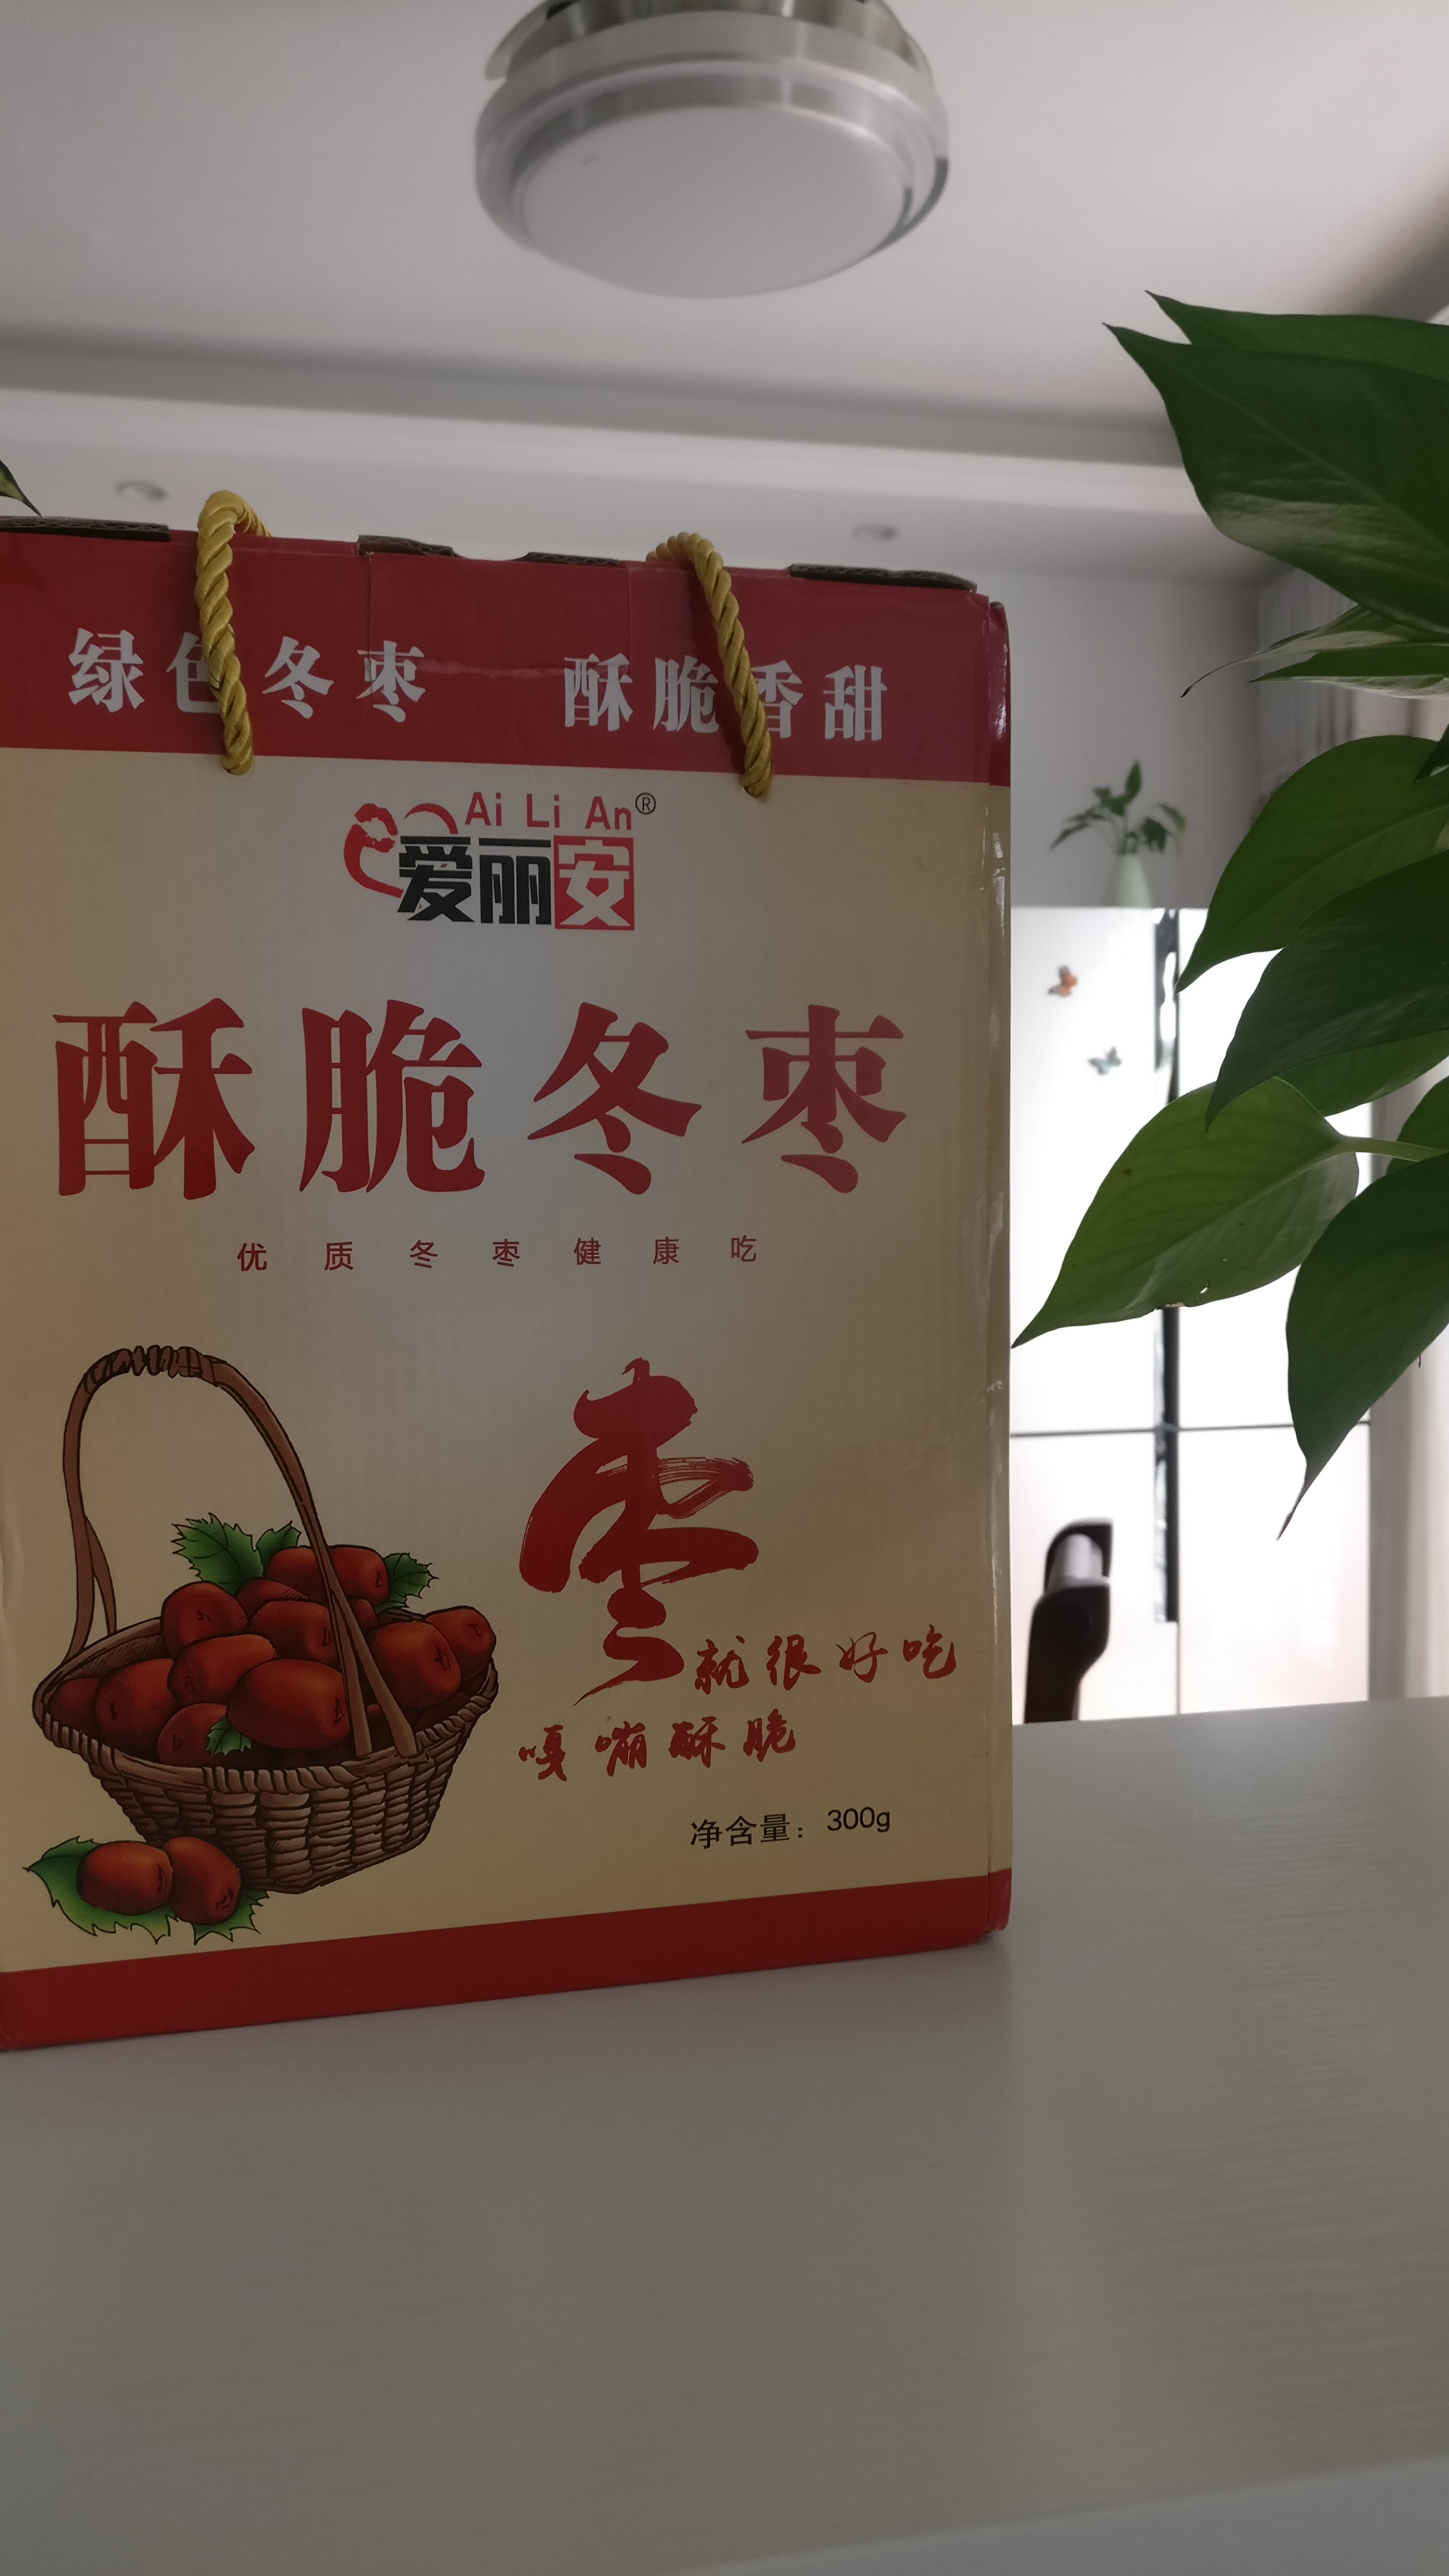 绿色冬枣 酥脆香甜
Ai Li An®
爱丽安
酥脆冬枣
优质冬枣健康吃
枣就很好吃
嘎嘣酥脆
净含量：300g